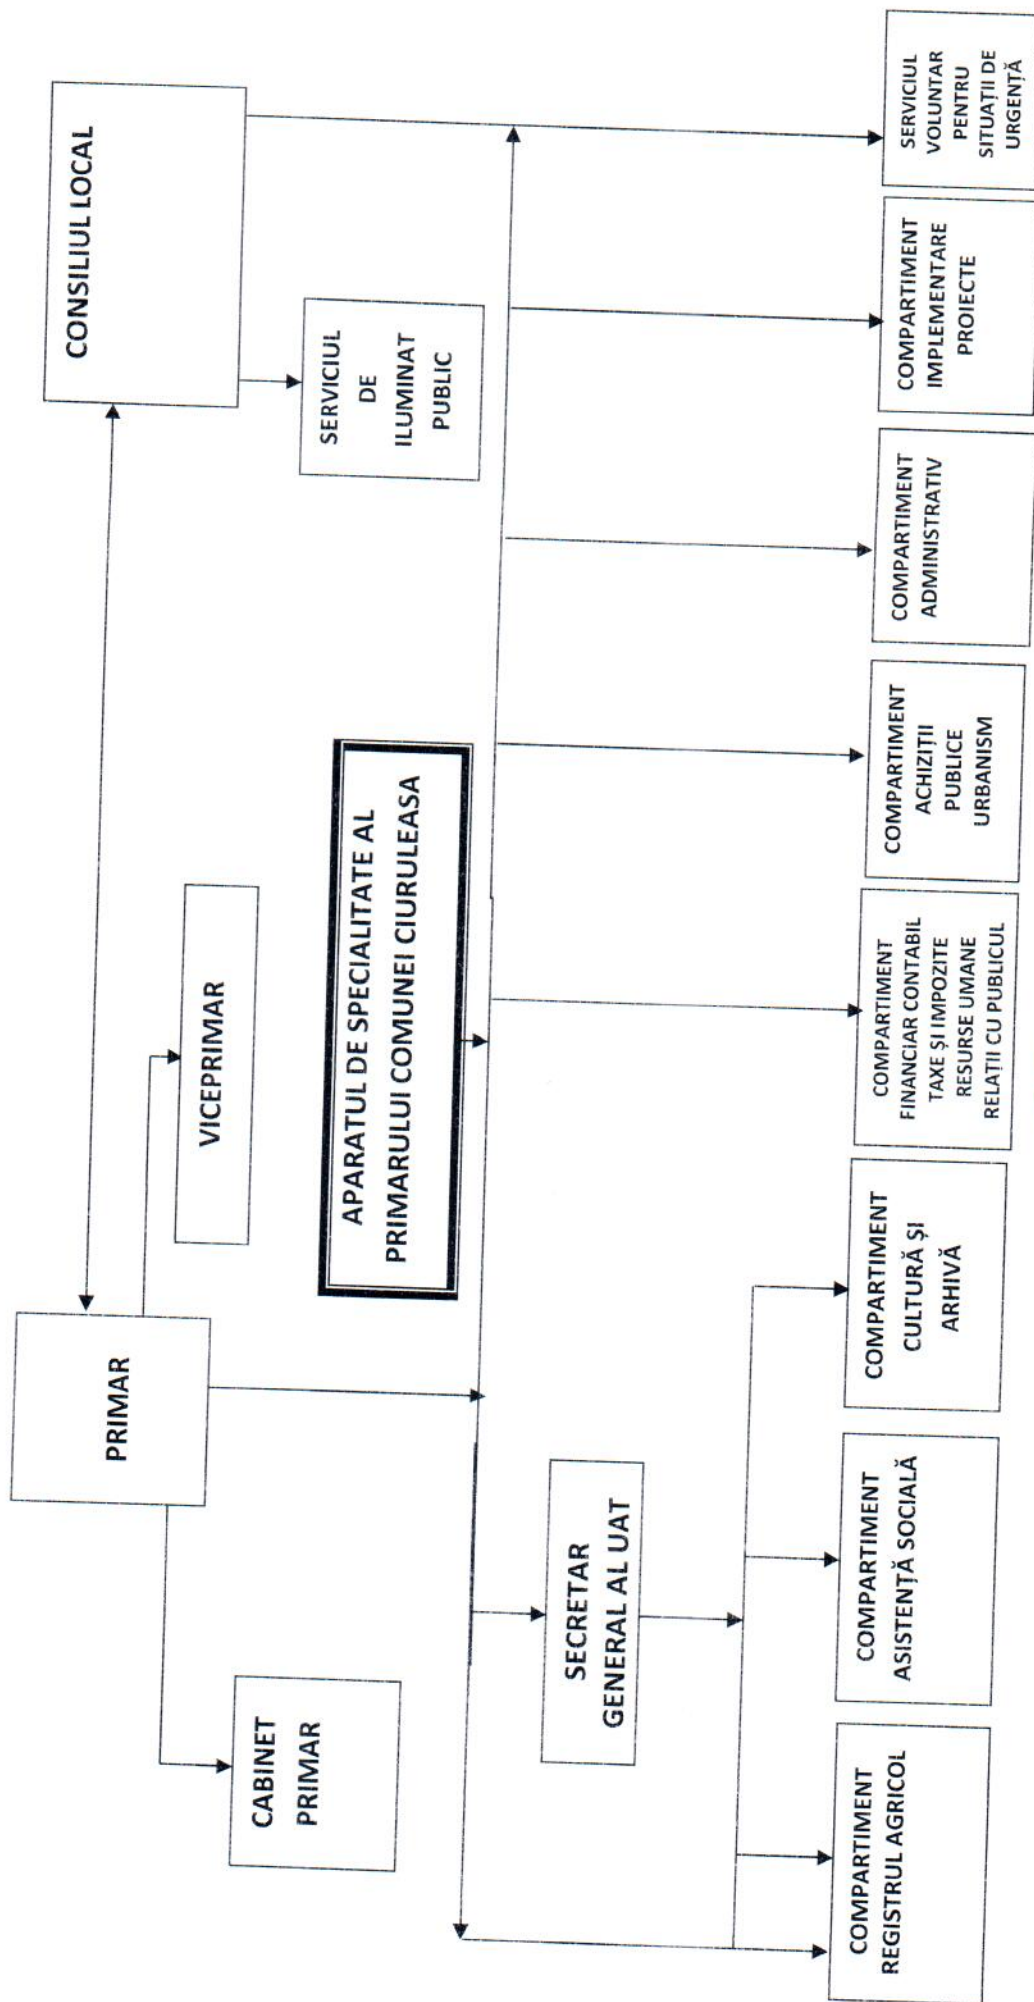 PRIMAR
CONSILIUL LOCAL
VICEPRIMAR
CABINET
PRIMAR
SERVICIUL
DE
ILUMINAT
PUBLIC
APARATUL DE SPECIALITATE AL
PRIMARULUI COMUNEI CIURULEASA
SECRETAR
GENERAL AL UAT
COMPARTIMENT
REGISTRUL AGRICOL
COMPARTIMENT
ASISTENȚĂ SOCIALĂ
COMPARTIMENT
CULTURĂ ȘI
ARHIVĂ
COMPARTIMENT
FINANCIAR CONTABIL
TAXE ȘI IMPOZITE
RESURSE UMANE
RELAȚII CU PUBLICUL
COMPARTIMENT
ACHIZIȚII
PUBLICE
URBANISM
COMPARTIMENT
ADMINISTRATIV
COMPARTIMENT
IMPLEMENTARE
PROIECTE
SERVICIUL
VOLUNTAR
PENTRU
SITUAȚII DE
URGENȚĂ